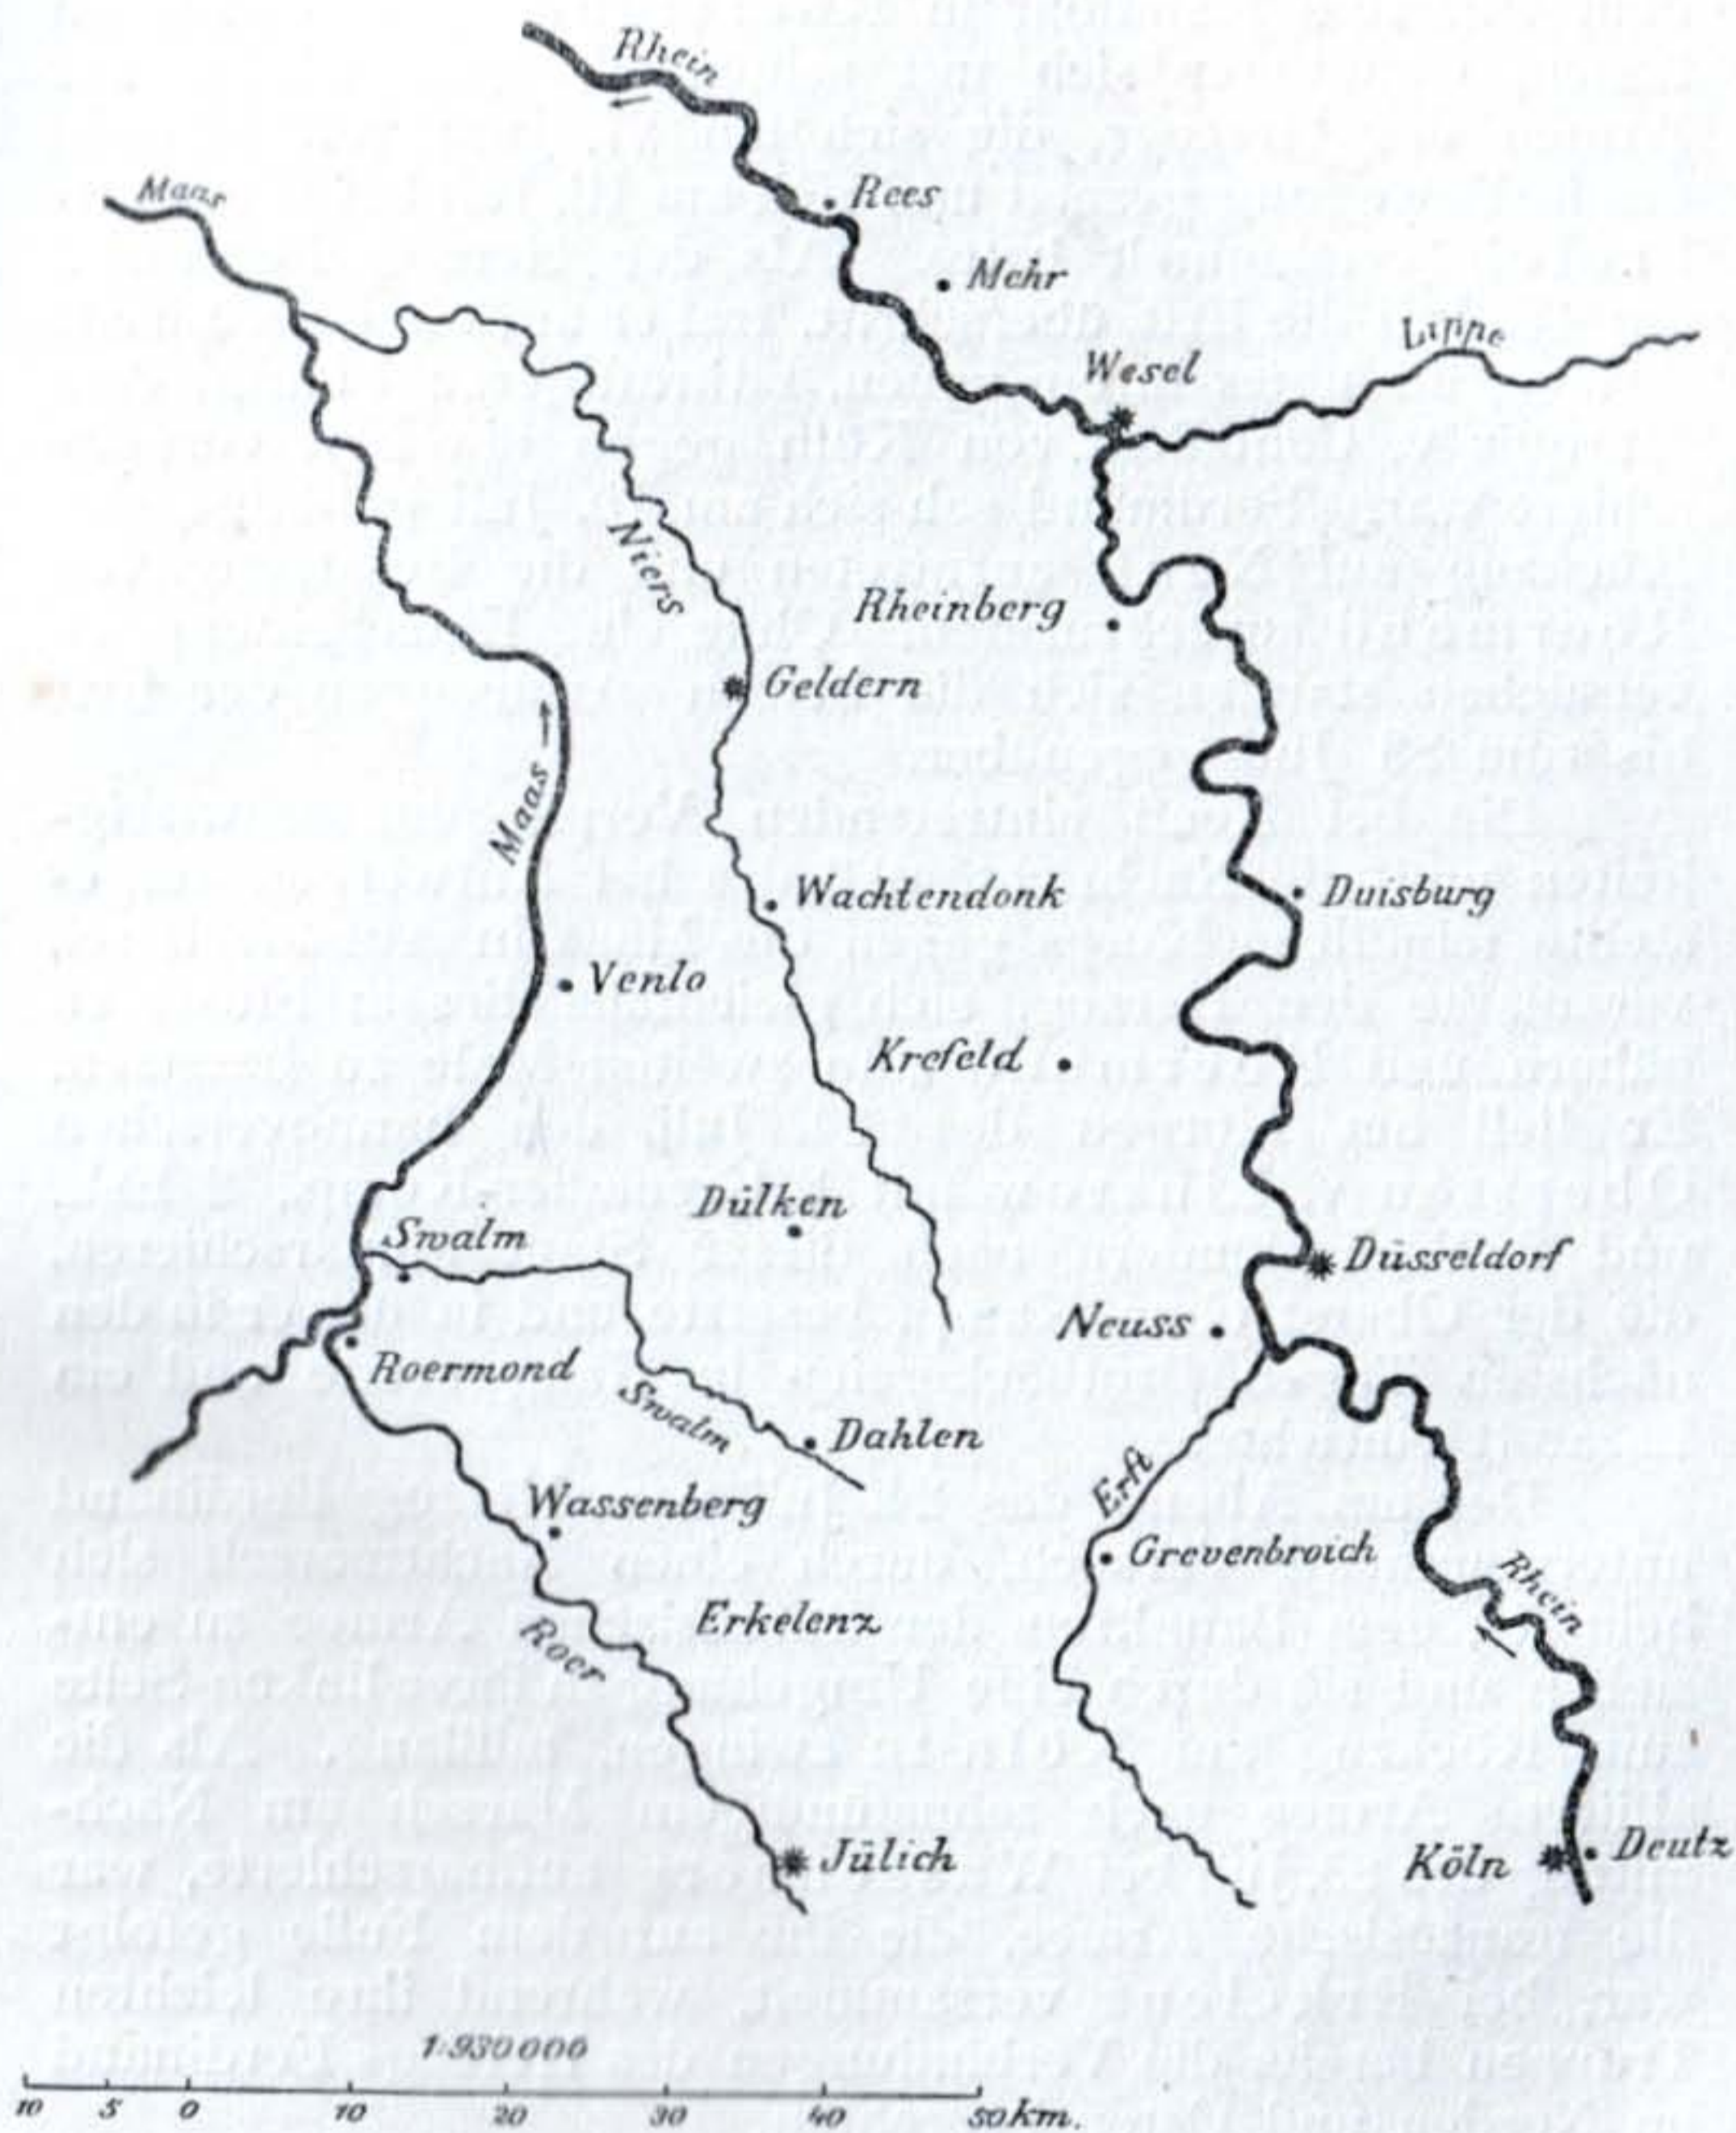 Rhein
Maas
Rees
Mehr
Lippe
Wesel
Niers
Rheinberg
Geldern
Maas
Wachtendonk
Duisburg
Venlo
Krefeld
Dülken
Swalm
Düsseldorf
Neuss
Roermond
Swalm
Dahlen
Erft
Wassenberg
Grevenbroich
Rhein
Erkelenz
Roer
Jülich
Köln
Deutz
1:930000
10 5 0 10 20 30 40 50 km.